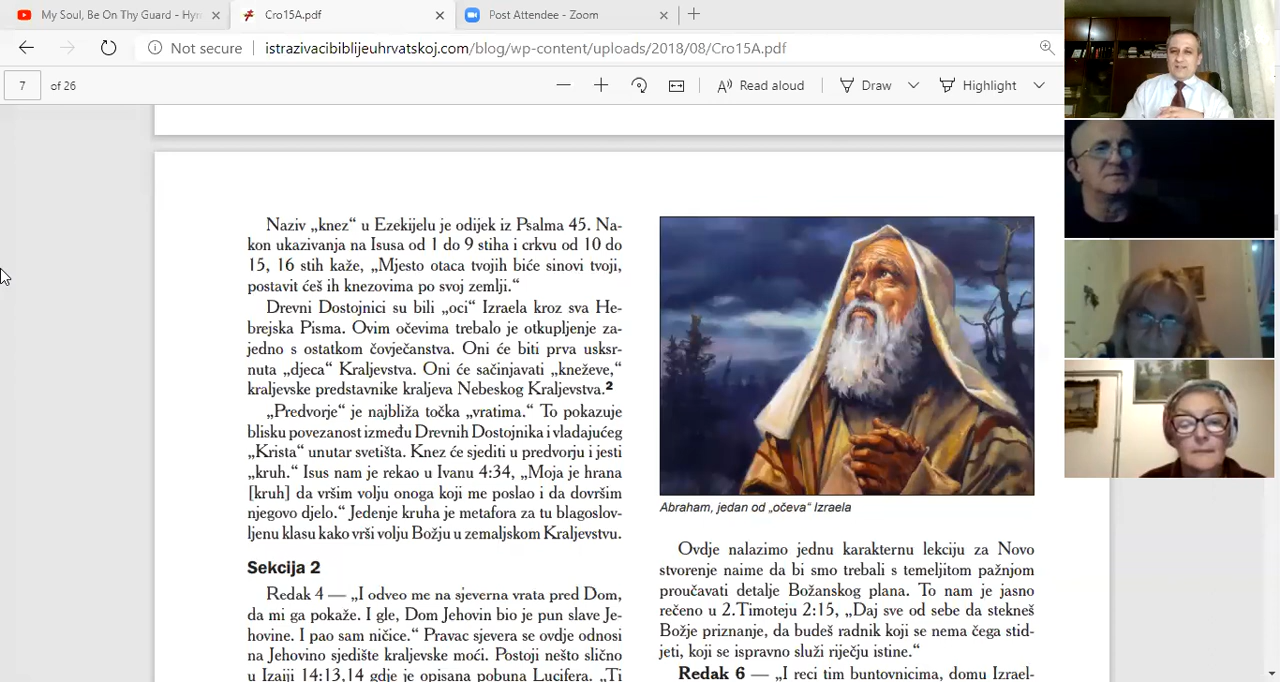 My Soul, Be On Thy Guard - Hyn
Cro15A.pdf
Post Attendee - Zoom
Not secure
istrazivacibiblijeuhrvatskoj.com/blog/wp-content/uploads/2018/08/Cro15A.pdf
7 of 26
Read aloud
Draw
Highlight
Naziv „knez“ u Ezekijelu je odijek iz Psalma 45. Na-
kon ukazivanja na Isusa od 1 do 9 stiha i crkvu od 10 do
15, 16 stih kaže, „Mjesto otaca tvojih biće sinovi tvoji,
postavit ćeš ih knezovima po svoj zemlji.“
Drevni Dostojnici su bili „oci“ Izraela kroz sva He-
brejska Pisma. Ovim očevima trebalo je otkupljenje za-
jedno s ostatkom čovječanstva. Oni će biti prva usksr-
nuta „djeca“ Kraljevstva. Oni će sačinjavati „kneževe,“
kraljevske predstavnike kraljeva Nebeskog Kraljevstva.2
„Predvorje“ je najbliža točka „vratima.“ To pokazuje
blisku povezanost između Drevnih Dostojnika i vladajućeg
„Krista“ unutar svetišta. Knez će sjediti u predvorju i jesti
„kruh.“ Isus nam je rekao u Ivanu 4:34, „Moja je hrana
[kruh] da vršim volju onoga koji me poslao i da dovršim
njegovo djelo.“ Jedenje kruha je metafora za tu blagoslov-
ljenu klasu kako vrši volju Božju u zemaljskom Kraljevstvu.
Sekcija 2
Redak 4 — „I odveo me na sjeverna vrata pred Dom,
da mi ga pokaže. I gle, Dom Jehovin bio je pun slave Je-
hovine. I pao sam ničice.“ Pravac sjevera se ovdje odnosi
na Jehovino sjedište kraljevske moći. Postoji nešto slično
u Izaiji 14:13,14 gdje je opisana pobuna Lucifera. „Ti
Abraham, jedan od „očeva“ Izraela
Ovdje nalazimo jednu karakternu lekciju za Novo
stvorenje naime da bi smo trebali s temeljitom pažnjom
proučavati detalje Božanskog plana. To nam je jasno
rečeno u 2.Timoteju 2:15, „Daj sve od sebe da stekneš
Božje priznanje, da budeš radnik koji se nema čega stid-
jeti, koji se ispravno služi riječju istine.“
Redak 6 — „I reci tim buntovnicima, domu Izrael-